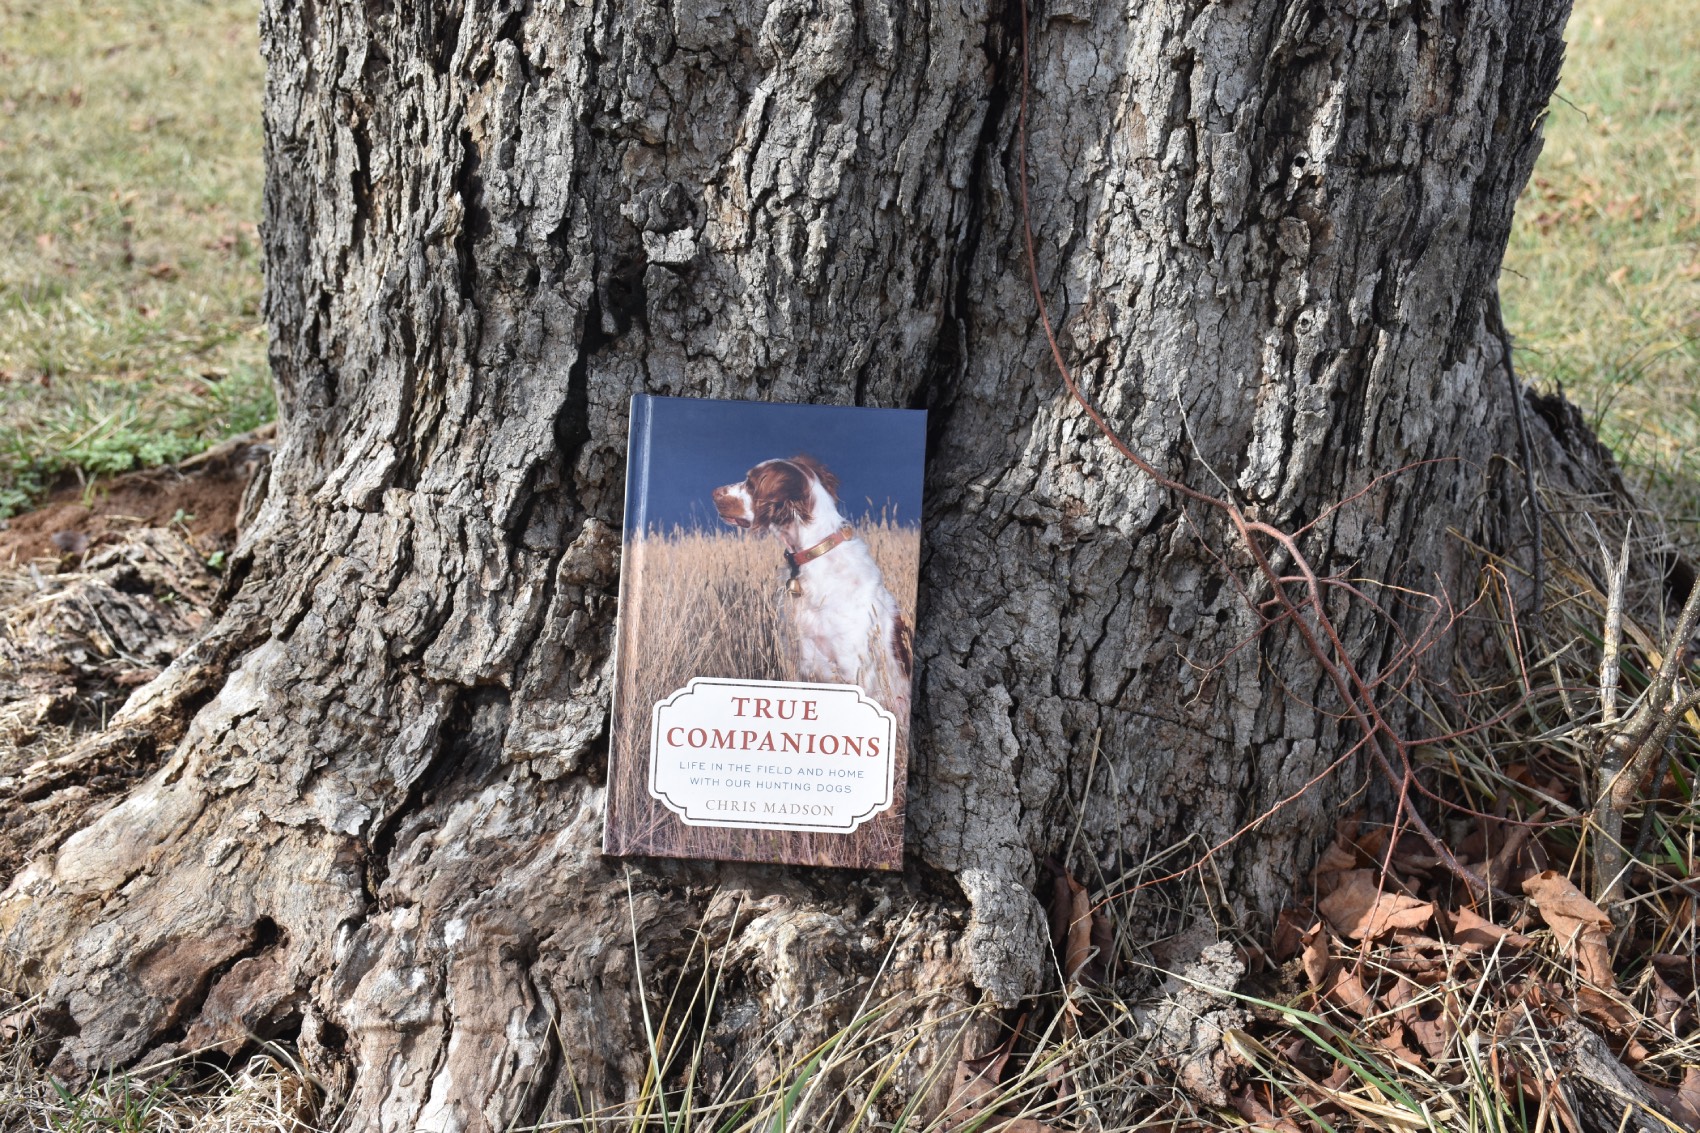 TRUE
COMPANIONS
LIFE IN THE FIELD AND HOME
WITH OUR HUNTING DOGS
CHRIS MADSON